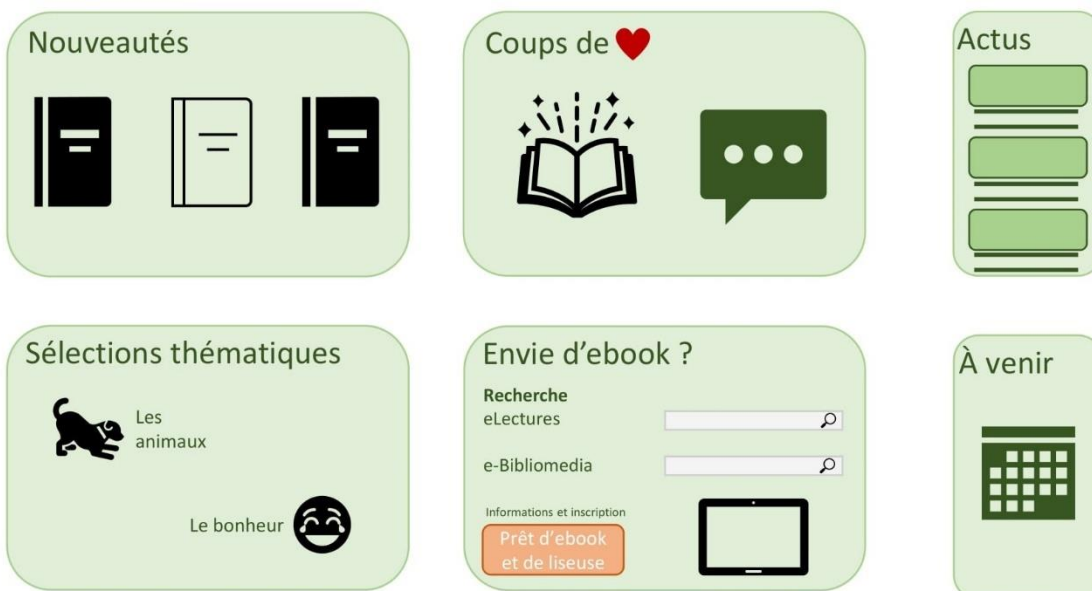 Nouveautés
Coups de
Actus
Sélections thématiques
Les
animaux
Le bonheur
Envie d'ebook ?
Recherche
eLectures
e-Bibliomedia
Informations et inscription
Prêt d'ebook
et de liseuse
À venir